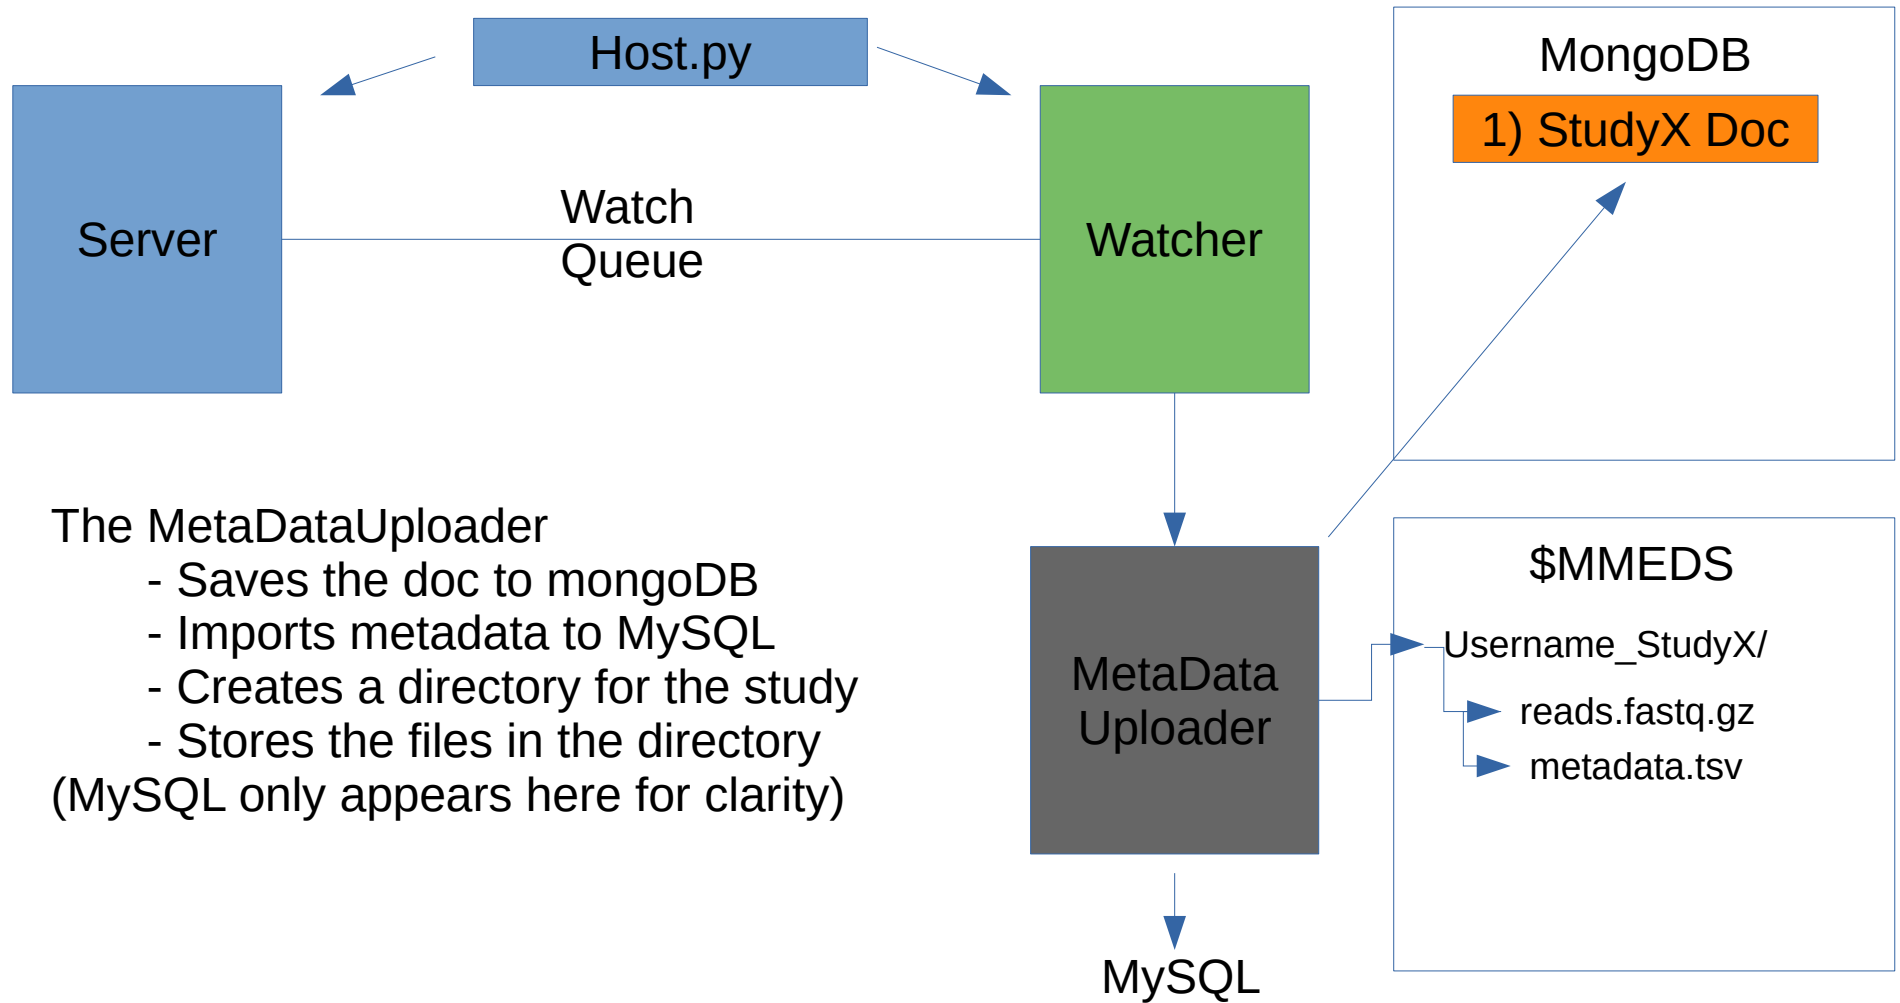 Host.py
MongoDB
1) StudyX Doc
Server
Watch
Queue
Watcher
The MetaDataUploader
- Saves the doc to mongoDB
- Imports metadata to MySQL
- Creates a directory for the study
- Stores the files in the directory
(MySQL only appears here for clarity)
MetaData
Uploader
$MMEDS
Username_StudyX/
reads.fastq.gz
metadata.tsv
MySQL